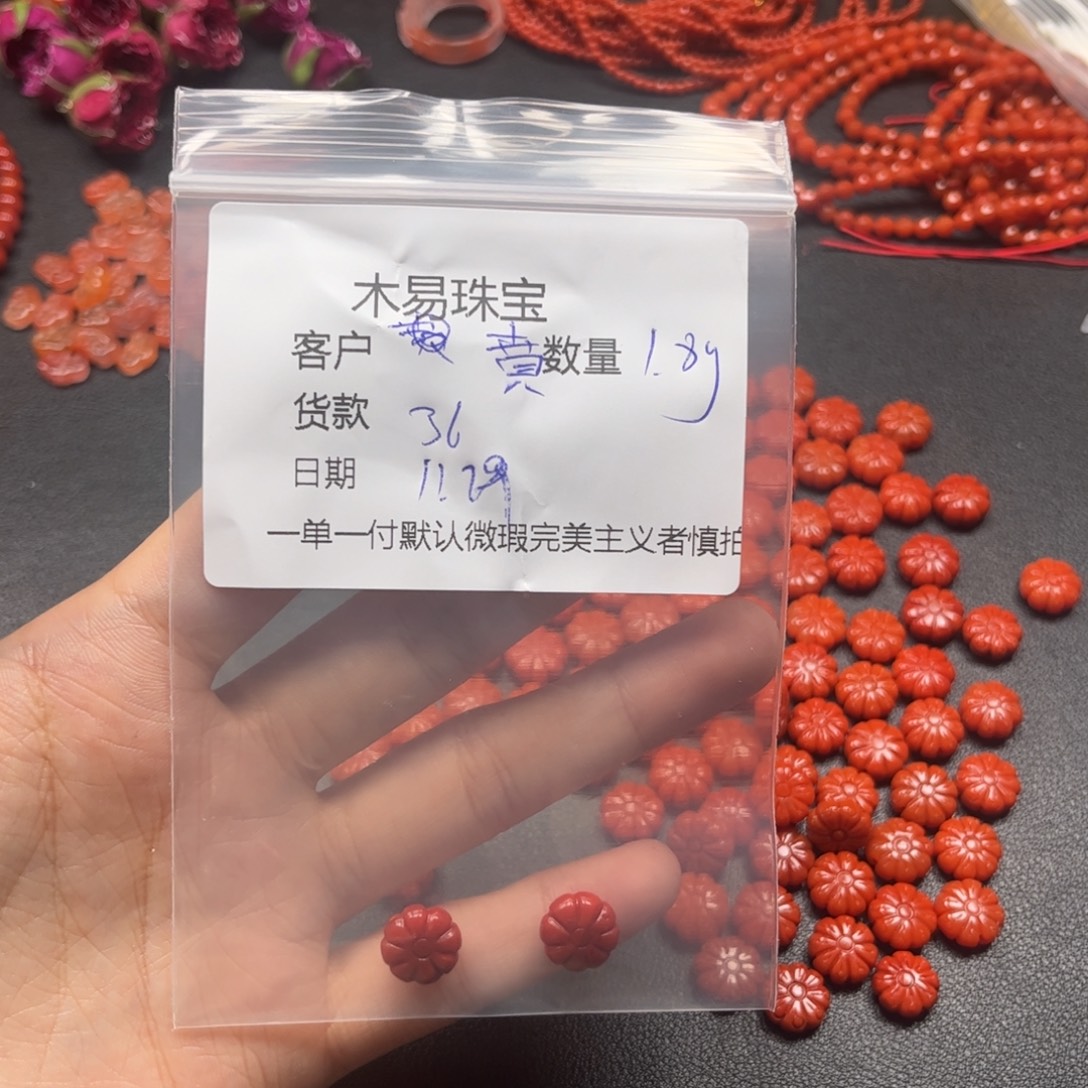 木易珠宝
客户 黄 数量 1.8g
货款 36
日期 11.29
一单一付默认微瑕完美主义者慎拍